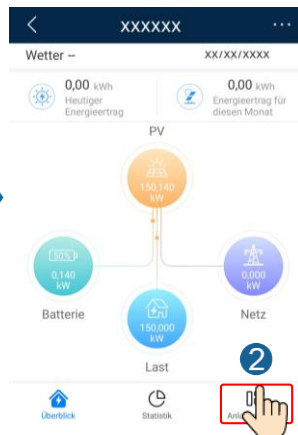 xxxxxx ...
Wetter -- XX/XX/XXXX
0,00 kWh
Heutiger
Energieertrag
0,00 kWh
Energieertrag für
diesen Monat
PV
150,140
kW
50%
0,140
kW
0,000
kW
Batterie
Netz
150,000
kW
Last
2
Überblick
Statistik